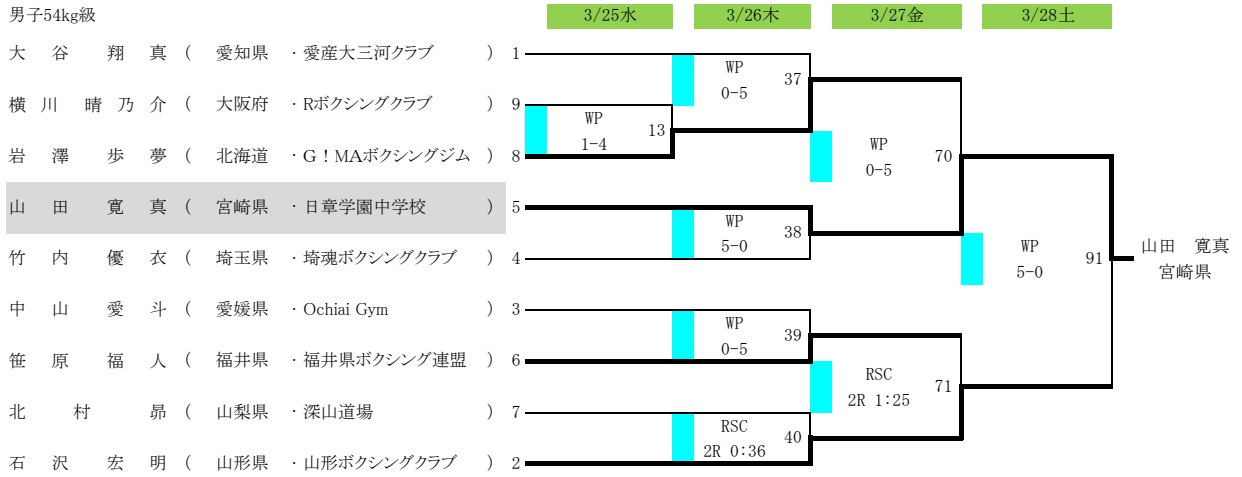 男子54kg級 3/25水 3/26木 3/27金 3/28土
大谷 翔真 ( 愛知県 ・愛産大三河クラブ ) 1
WP 37
0-5
横川 晴乃介 ( 大阪府 ・Rボクシングクラブ ) 9
WP 13
1-4
岩澤 歩夢 ( 北海道 ・G！MAボクシングジム ) 8
WP 70
0-5
山田 寛真 ( 宮崎県 ・日章学園中学校 ) 5
WP 38
5-0
竹内 優衣 ( 埼玉県 ・埼魂ボクシングクラブ ) 4
WP 91 山田 寛真
5-0 宮崎県
中山 愛斗 ( 愛媛県 ・Ochiai Gym ) 3
WP 39
0-5
笹原 福人 ( 福井県 ・福井県ボクシング連盟 ) 6
RSC 71
2R 1:25
北村 昴 ( 山梨県 ・深山道場 ) 7
RSC 40
2R 0:36
石沢 宏明 ( 山形県 ・山形ボクシングクラブ ) 2